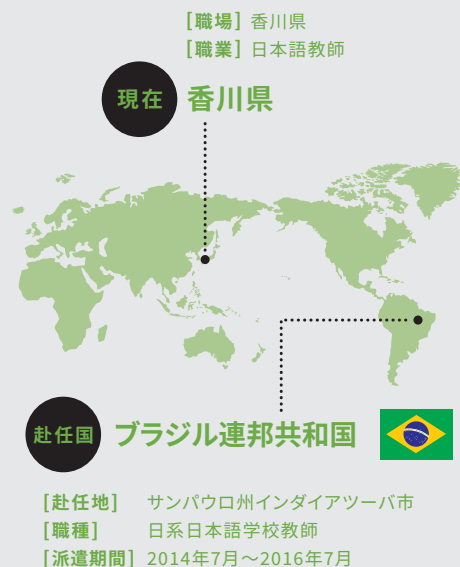 [職場] 香川県
[職業] 日本語教師
現在 香川県
赴任国 ブラジル連邦共和国
[赴任地] サンパウロ州インダイアツーバ市
[職種] 日系日本語学校教師
[派遣期間] 2014年7月～2016年7月